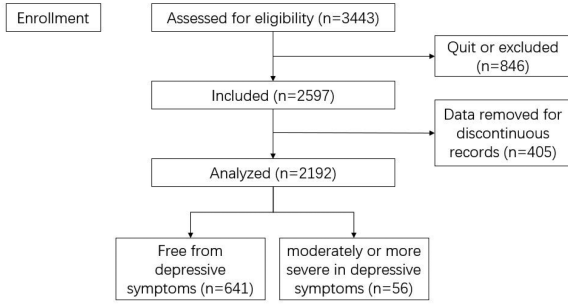 Enrollment
Assessed for eligibility (n=3443)
Quit or excluded
(n=846)
Included (n=2597)
Data removed for
discontinuous
records (n=405)
Analyzed (n=2192)
Free from
depressive
symptoms (n=641)
moderately or more
severe in depressive
symptoms (n=56)